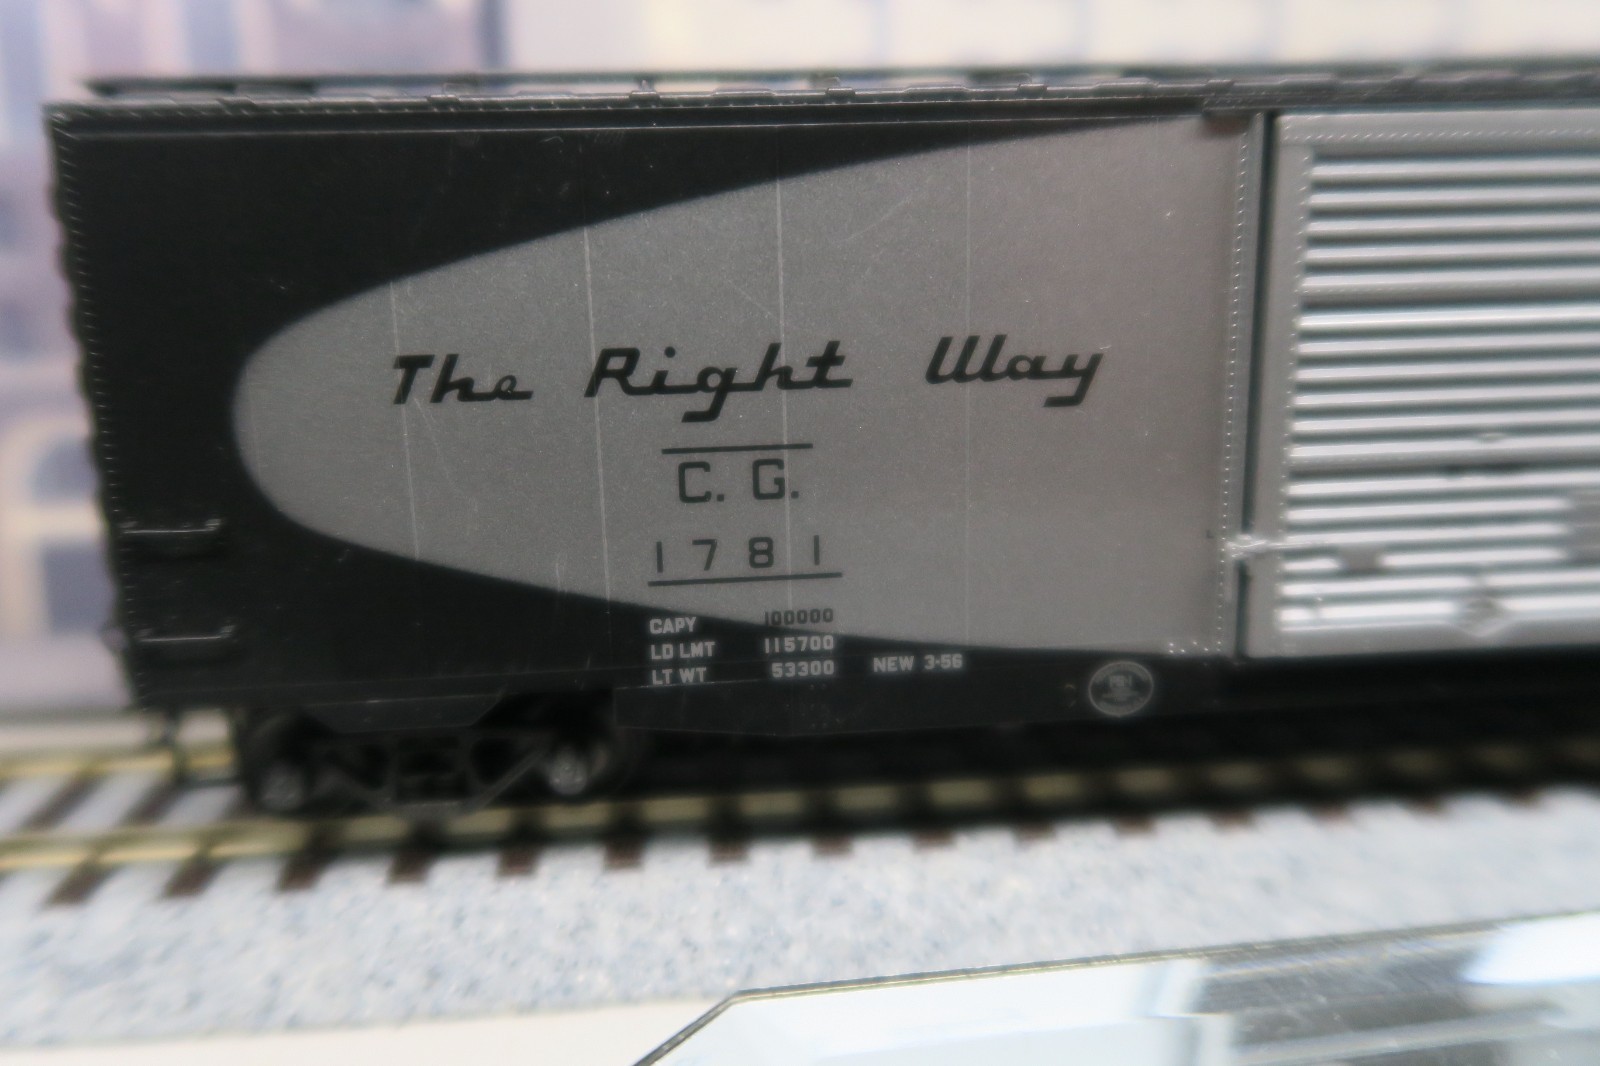 The Right Way
C. G.
1781
CAPY 100000
LD LMT 115700
LT WT 53300 NEW 3-56